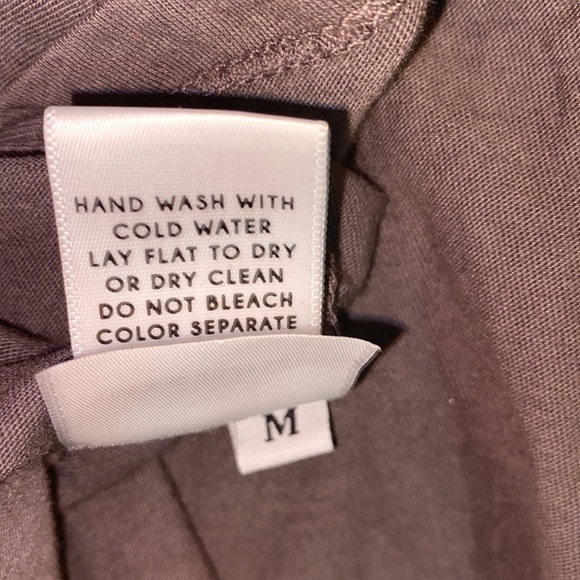 HAND WASH WITH
COLD WATER
LAY FLAT TO DRY
OR DRY CLEAN
DO NOT BLEACH
COLOR SEPARATE
M